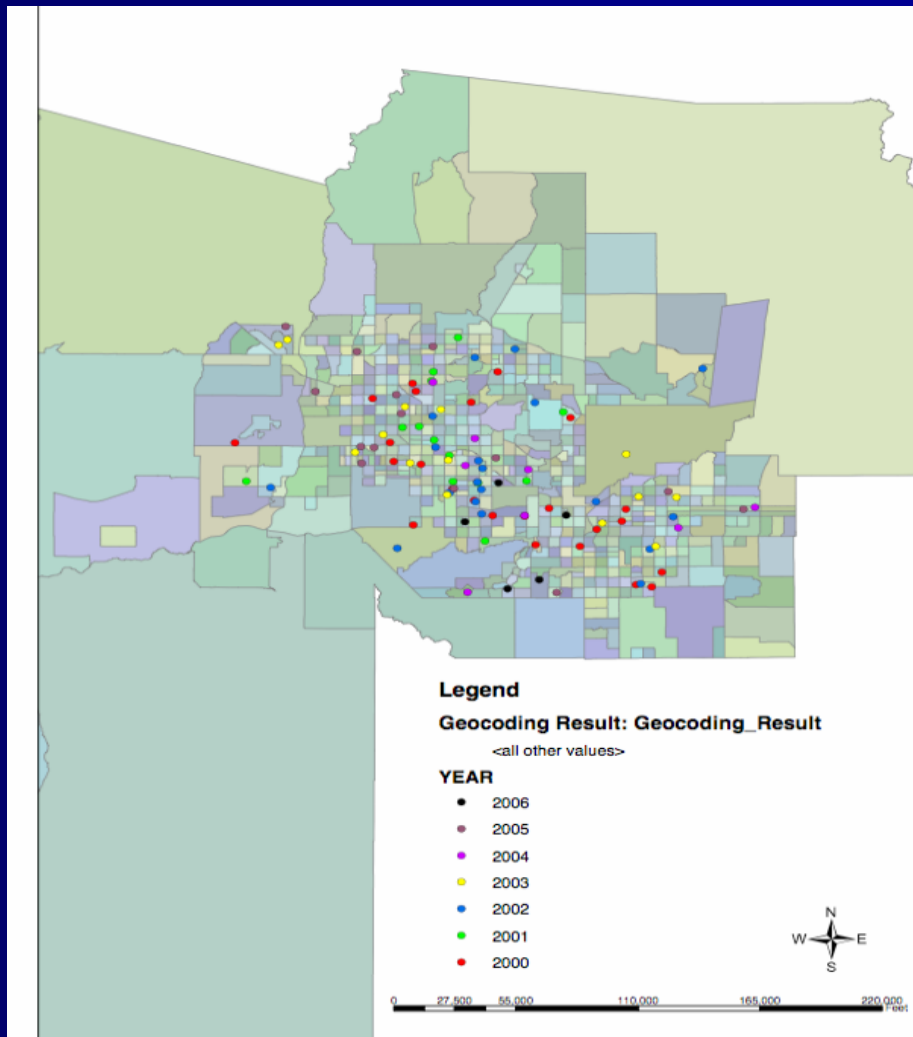 Legend
Geocoding Result: Geocoding_Result
<all other values>
YEAR
2006
2005
2004
2003
2002
2001
2000
N
W E
S
0 27,500 55,000 110,000 165,000 220,000
Feet